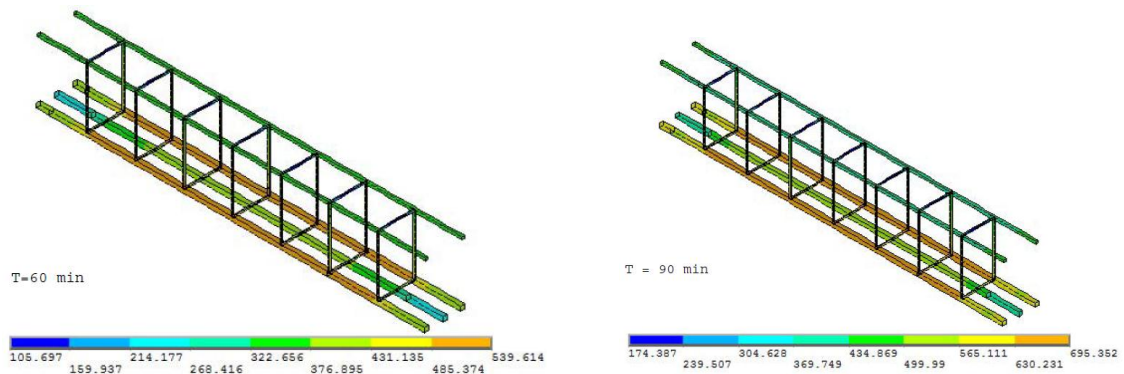 T=60 min
105.697 214.177 322.656 431.135 539.614
159.937 268.416 376.895 485.374
T = 90 min
174.387 304.628 434.869 565.111 695.352
239.507 369.749 499.99 630.231